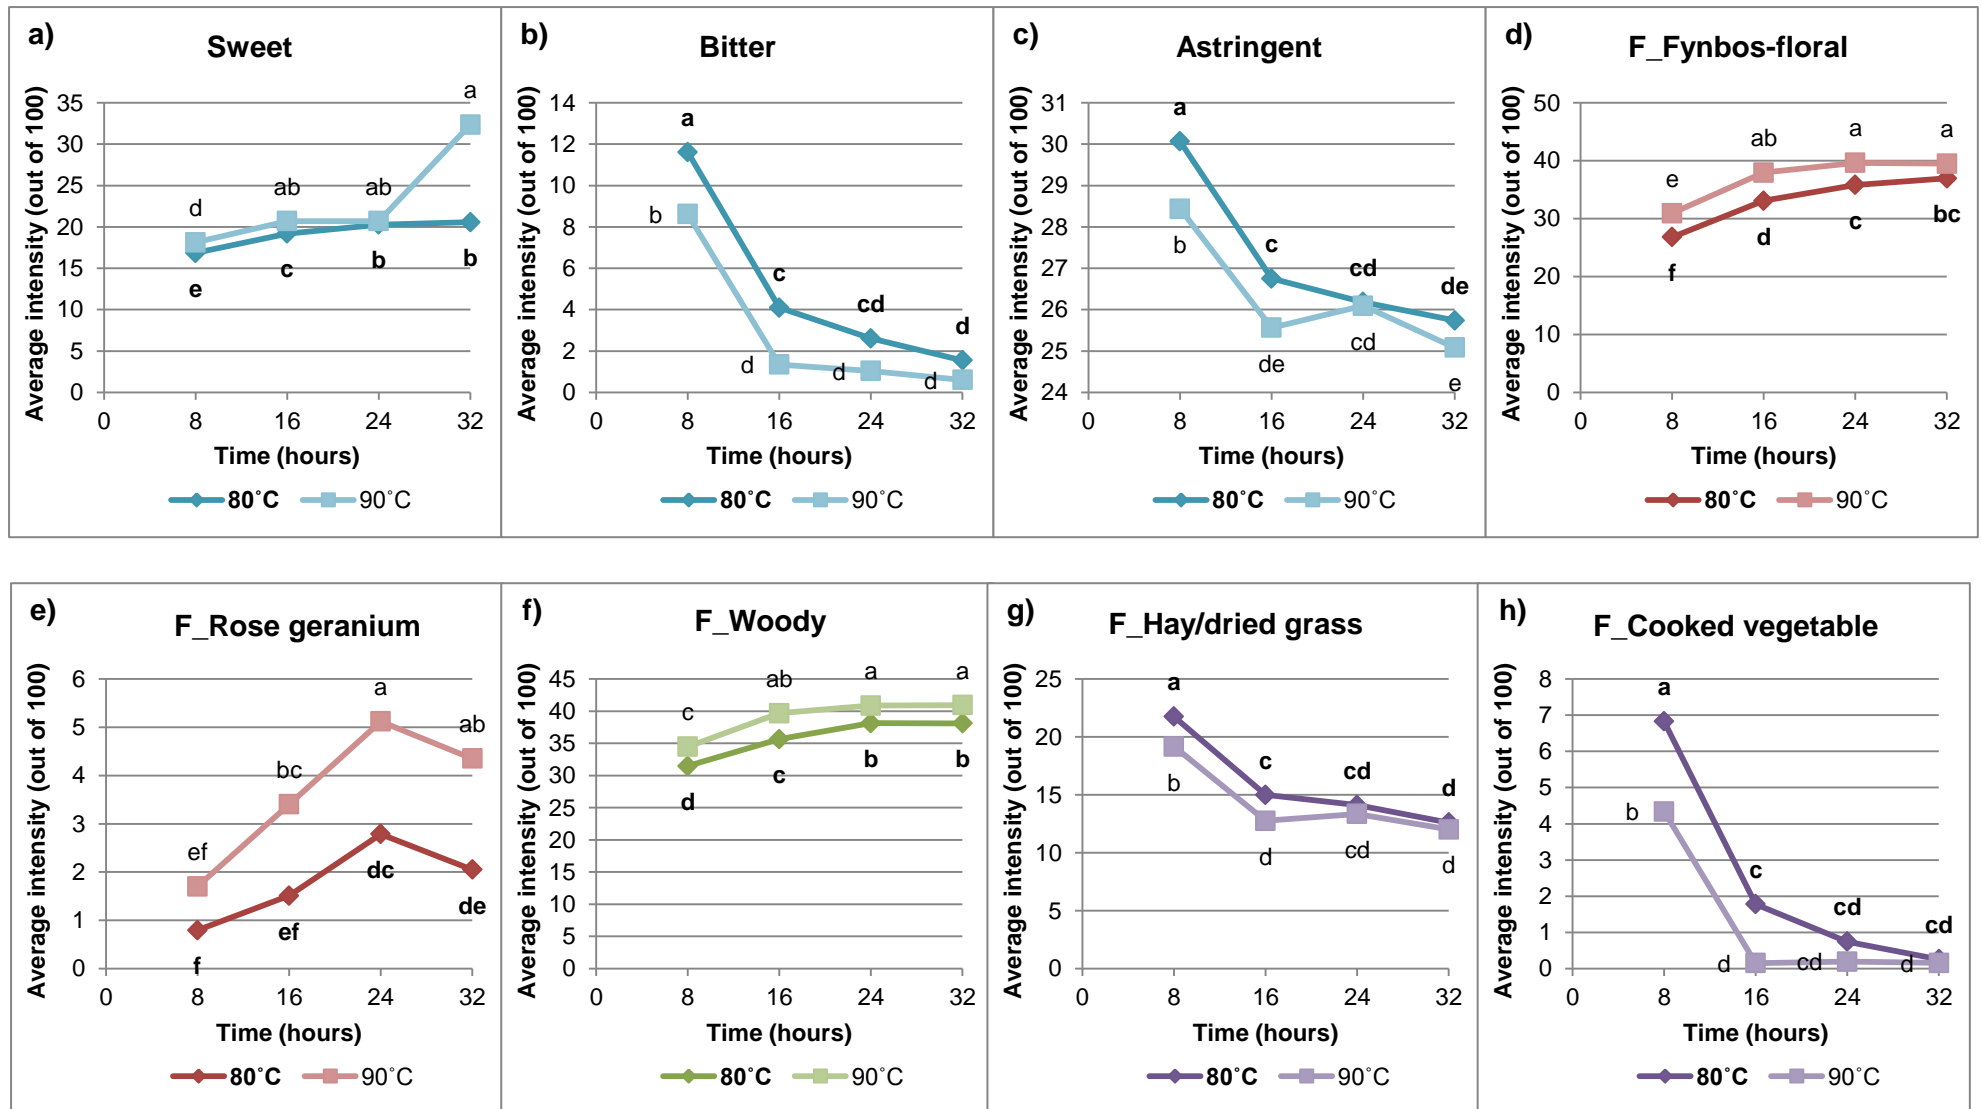 a)
Sweet
Average intensity (out of 100)
35
30
25
20
15
10
5
0
d
ab
ab
a
e
c
b
b
0 8 16 24 32
Time (hours)
80˚C 90˚C
b)
Bitter
Average intensity (out of 100)
14
12
10
8
6
4
2
0
a
c
cd
d
b
d
d
d
0 8 16 24 32
Time (hours)
80˚C 90˚C
c)
Astringent
Average intensity (out of 100)
31
30
29
28
27
26
25
24
a
c
cd
de
b
de
cd
e
0 8 16 24 32
Time (hours)
80˚C 90˚C
d)
F_Fynbos-floral
Average intensity (out of 100)
50
40
30
20
10
0
e
ab
a
a
f
d
c
bc
0 8 16 24 32
Time (hours)
80˚C 90˚C
e)
F_Rose geranium
Average intensity (out of 100)
6
5
4
3
2
1
0
ef
bc
a
ab
f
ef
dc
de
0 8 16 24 32
Time (hours)
80˚C 90˚C
f)
F_Woody
Average intensity (out of 100)
45
40
35
30
25
20
15
10
5
0
c
ab
a
a
d
c
b
b
0 8 16 24 32
Time (hours)
80˚C 90˚C
g)
F_Hay/dried grass
Average intensity (out of 100)
25
20
15
10
5
0
a
c
cd
d
b
d
cd
d
0 8 16 24 32
Time (hours)
80˚C 90˚C
h)
F_Cooked vegetable
Average intensity (out of 100)
8
7
6
5
4
3
2
1
0
a
c
cd
cd
b
d
cd
d
0 8 16 24 32
Time (hours)
80˚C 90˚C